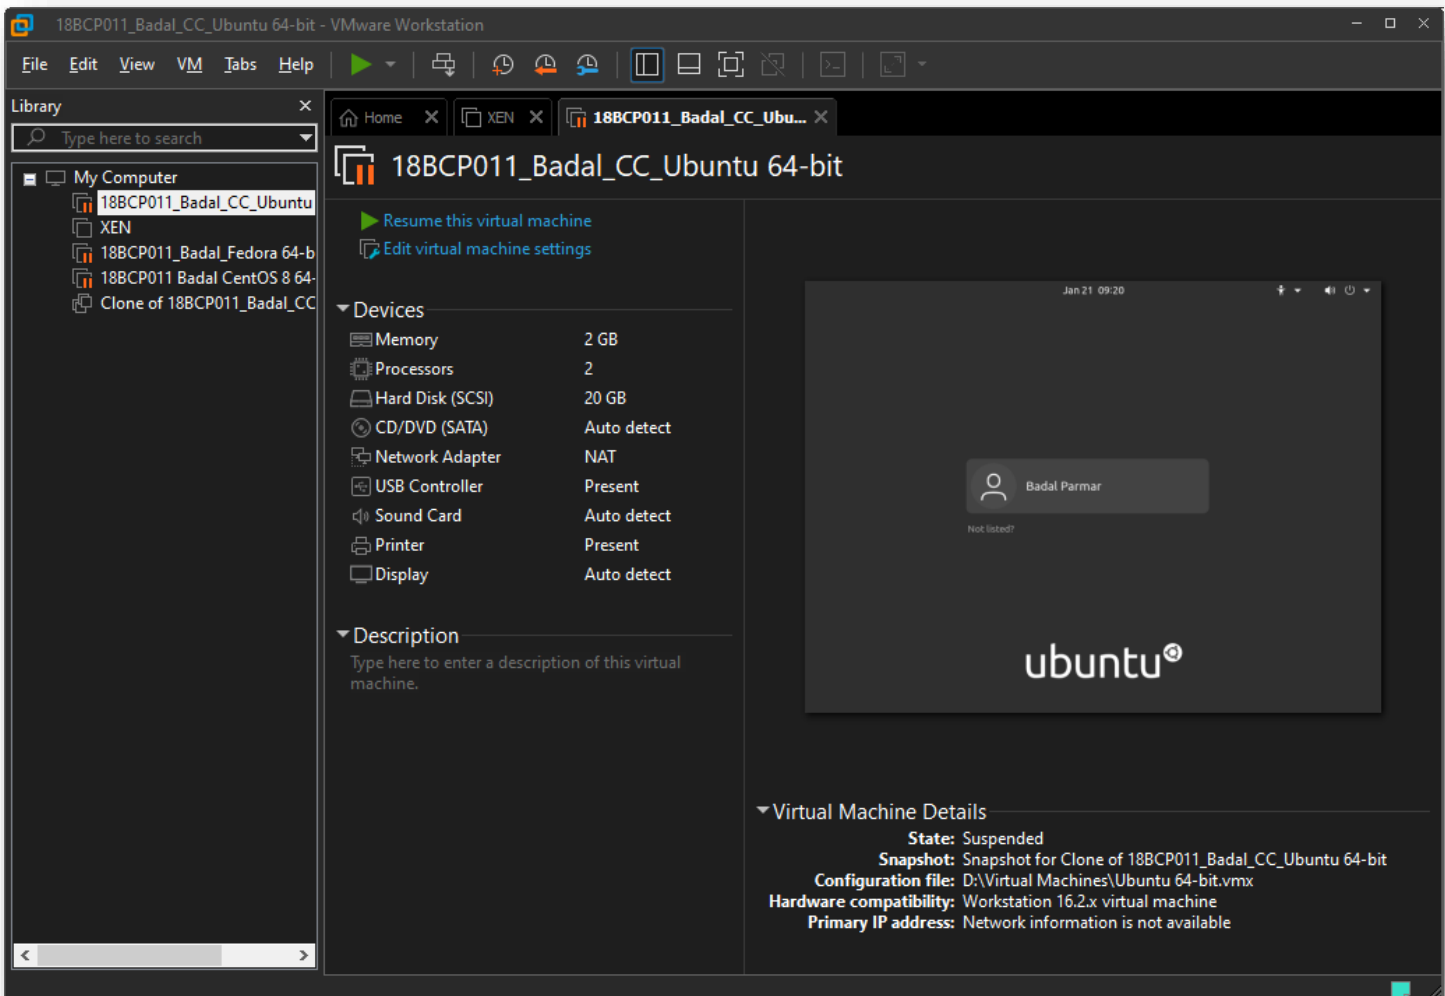 18BCP011_Badal_CC_Ubuntu 64-bit - VMware Workstation
File Edit View VM Tabs Help
Library
Type here to search
My Computer
18BCP011_Badal_CC_Ubuntu
XEN
18BCP011_Badal_Fedora 64-b
18BCP011 Badal CentOS 8 64-
Clone of 18BCP011_Badal_CC
Home XEN 18BCP011_Badal_CC_Ubu...
18BCP011_Badal_CC_Ubuntu 64-bit
Resume this virtual machine
Edit virtual machine settings
Devices
Memory 2 GB
Processors 2
Hard Disk (SCSI) 20 GB
CD/DVD (SATA) Auto detect
Network Adapter NAT
USB Controller Present
Sound Card Auto detect
Printer Present
Display Auto detect
Description
Type here to enter a description of this virtual
machine.
Jan 21 09:20
Badal Parmar
Not listed?
ubuntu
Virtual Machine Details
State: Suspended
Snapshot: Snapshot for Clone of 18BCP011_Badal_CC_Ubuntu 64-bit
Configuration file: D:\Virtual Machines\Ubuntu 64-bit.vmx
Hardware compatibility: Workstation 16.2.x virtual machine
Primary IP address: Network information is not available